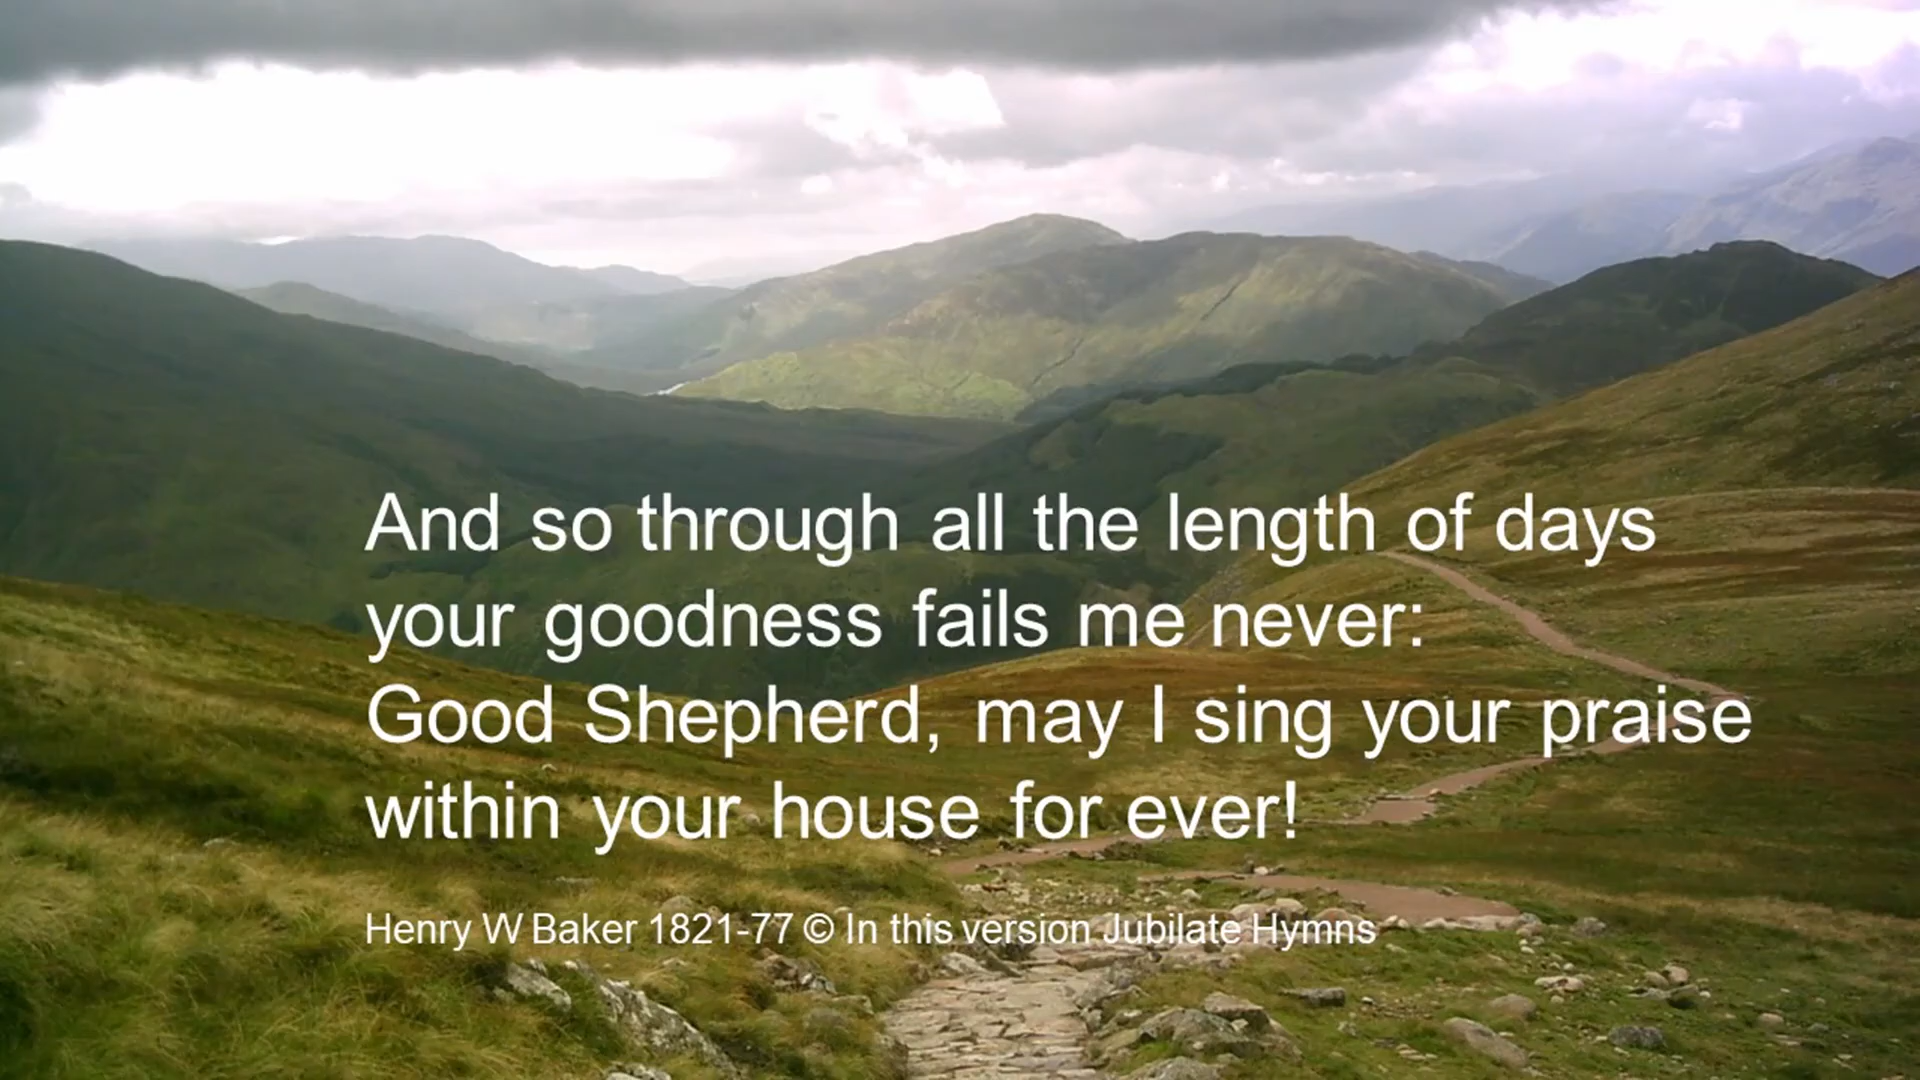 And so through all the length of days
your goodness fails me never:
Good Shepherd, may I sing your praise
within your house for ever!
Henry W Baker 1821-77 © In this version Jubilate Hymns